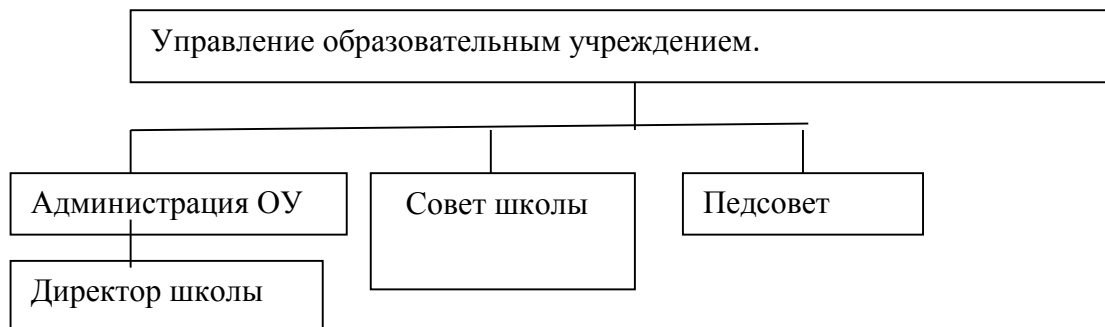 Управление образовательным учреждением.
Администрация ОУ
Совет школы
Педсовет
Директор школы